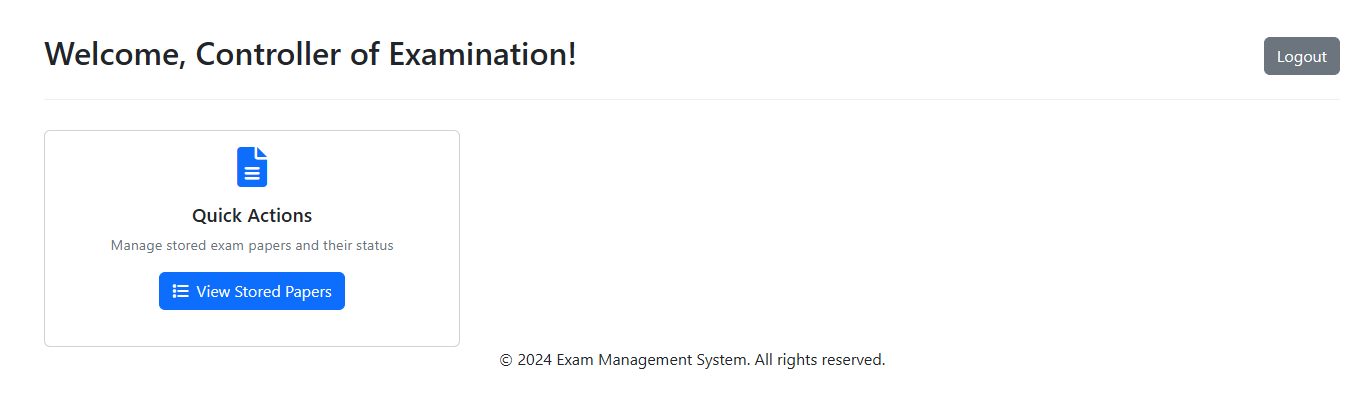 Welcome, Controller of Examination!
Logout
Quick Actions
Manage stored exam papers and their status
View Stored Papers
© 2024 Exam Management System. All rights reserved.